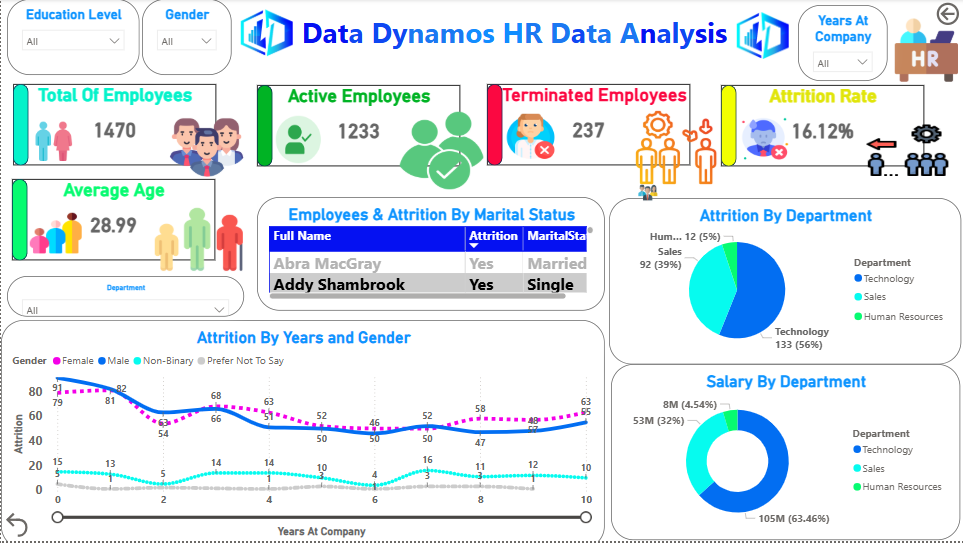 Education Level
All
Gender
All
Data Dynamos HR Data Analysis
Years At
Company
All
HR
Total Of Employees
1470
Active Employees
1233
Terminated Employees
237
Attrition Rate
16.12%
Average Age
28.99
Department
All
Employees & Attrition By Marital Status
Full Name Attrition MaritalSta
Abra MacGray Yes Married
Addy Shambrook Yes Single
Attrition By Department
Hum... 12 (5%)
Sales
92 (39%)
Technology
133 (56%)
Department
Technology
Sales
Human Resources
Attrition By Years and Gender
Gender Female Male Non-Binary Prefer Not To Say
Attrition
80
60
40
20
0
91 82 68 63 52 46 52 58 48 63
79 81 63 66 51 50 50 50 47 57
54
15 13 5 14 14 10 4 16 11 12 10
5 1 2 1 3 1 3 3 1
0 2 4 6 8 10
Years At Company
Salary By Department
8M (4.54%)
53M (32%)
105M (63.46%)
Department
Technology
Sales
Human Resources